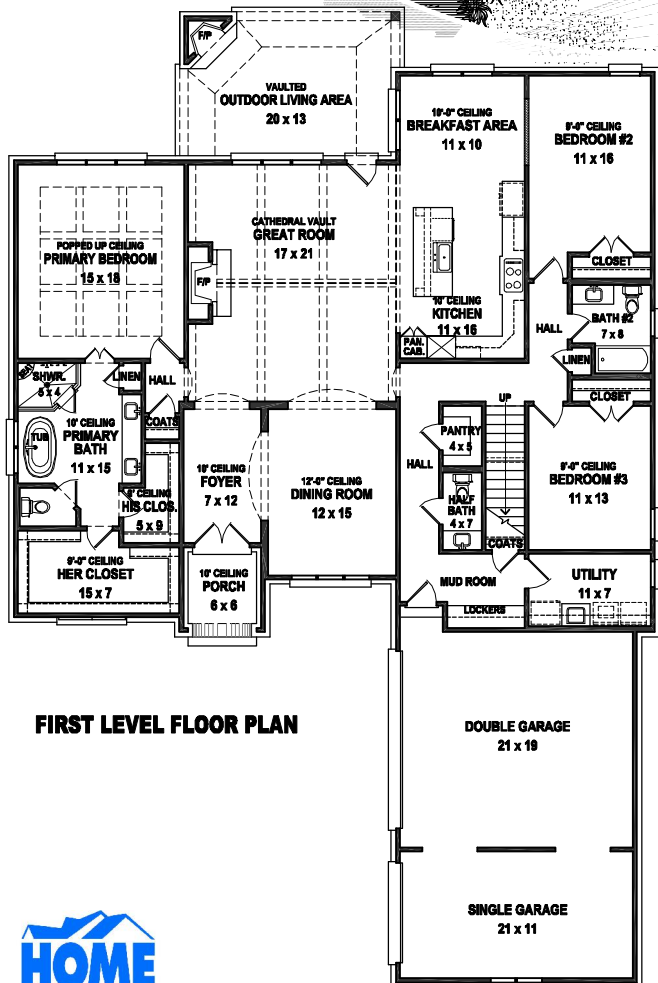 F/P
VAULTED
OUTDOOR LIVING AREA
20 x 13
10'-0" CEILING
BREAKFAST AREA
11 x 10
9'-0" CEILING
BEDROOM #2
11 x 16
CATHEDRAL VAULT
GREAT ROOM
17 x 21
POPPED UP CEILING
PRIMARY BEDROOM
15 x 18
F/P
CLOSET
10' CEILING
KITCHEN
11 x 16
PAN.
CAB.
HALL
BATH #2
7 x 8
LINEN
CLOSET
SEAT
SHWR.
5 x 4
LINEN
HALL
COATS
TUB
10' CEILING
PRIMARY
BATH
11 x 15
9' CEILING
HIS CLOS.
5 x 9
9'-0" CEILING
HER CLOSET
15 x 7
10' CEILING
FOYER
7 x 12
12'-0" CEILING
DINING ROOM
12 x 15
10' CEILING
PORCH
6 x 6
UP
PANTRY
4 x 5
HALL
HALF
BATH
4 x 7
COATS
9'-0" CEILING
BEDROOM #3
11 x 13
MUD ROOM
LOCKERS
UTILITY
11 x 7
FIRST LEVEL FLOOR PLAN
DOUBLE GARAGE
21 x 19
SINGLE GARAGE
21 x 11
HOME